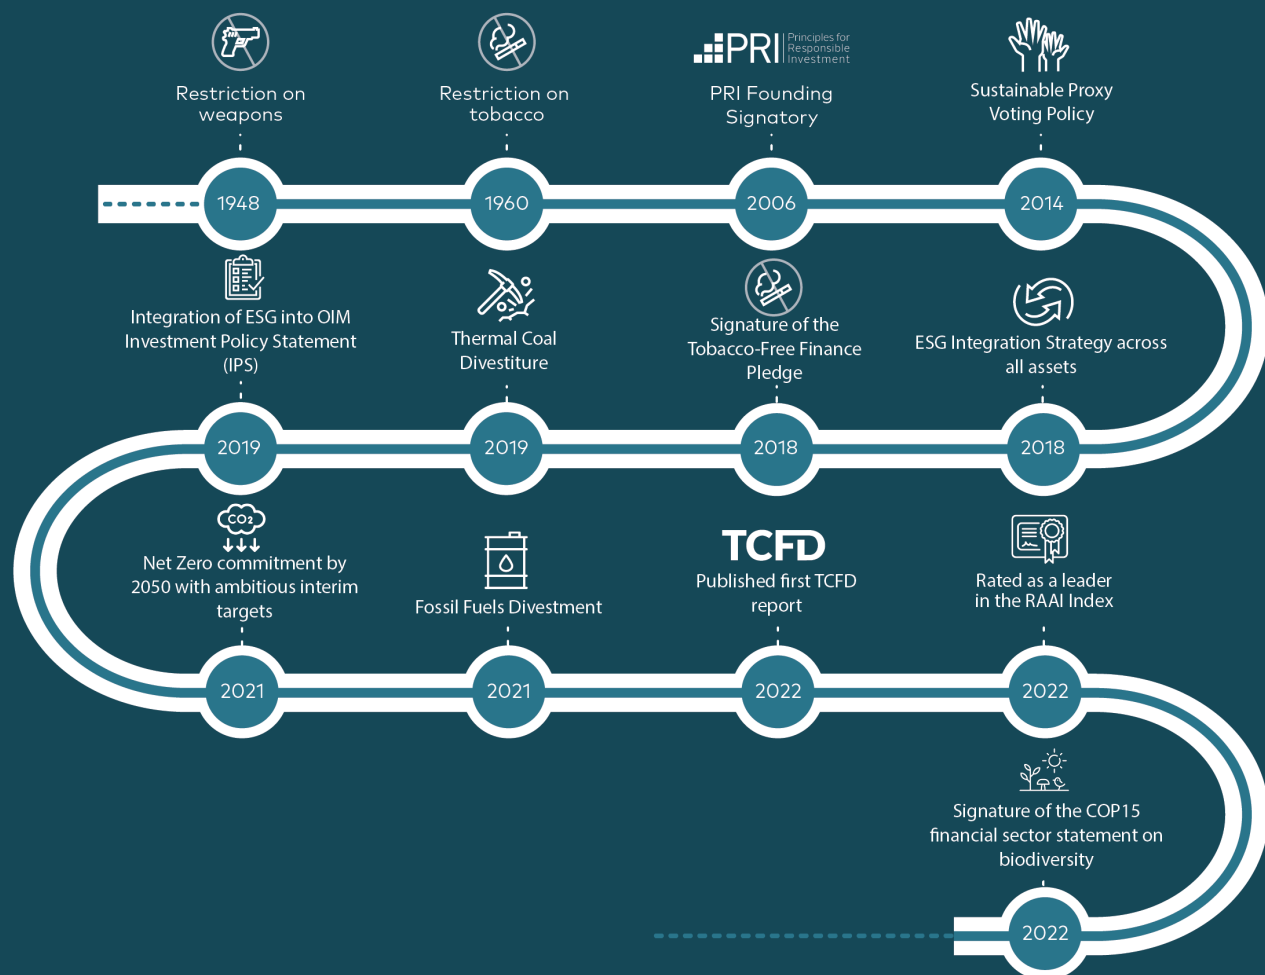 PRI
Principles for
Responsible
Investment
Restriction on
weapons
Restriction on
tobacco
PRI Founding
Signatory
Sustainable Proxy
Voting Policy
1948
1960
2006
2014
Integration of ESG into OIM
Investment Policy Statement
(IPS)
Thermal Coal
Divestiture
Signature of the
Tobacco-Free Finance
Pledge
ESG Integration Strategy across
all assets
2019
2019
2018
2018
CO2
Net Zero commitment by
2050 with ambitious interim
targets
Fossil Fuels Divestment
TCFD
Published first TCFD
report
Rated as a leader
in the RAAI Index
2021
2021
2022
2022
Signature of the COP15
financial sector statement on
biodiversity
2022